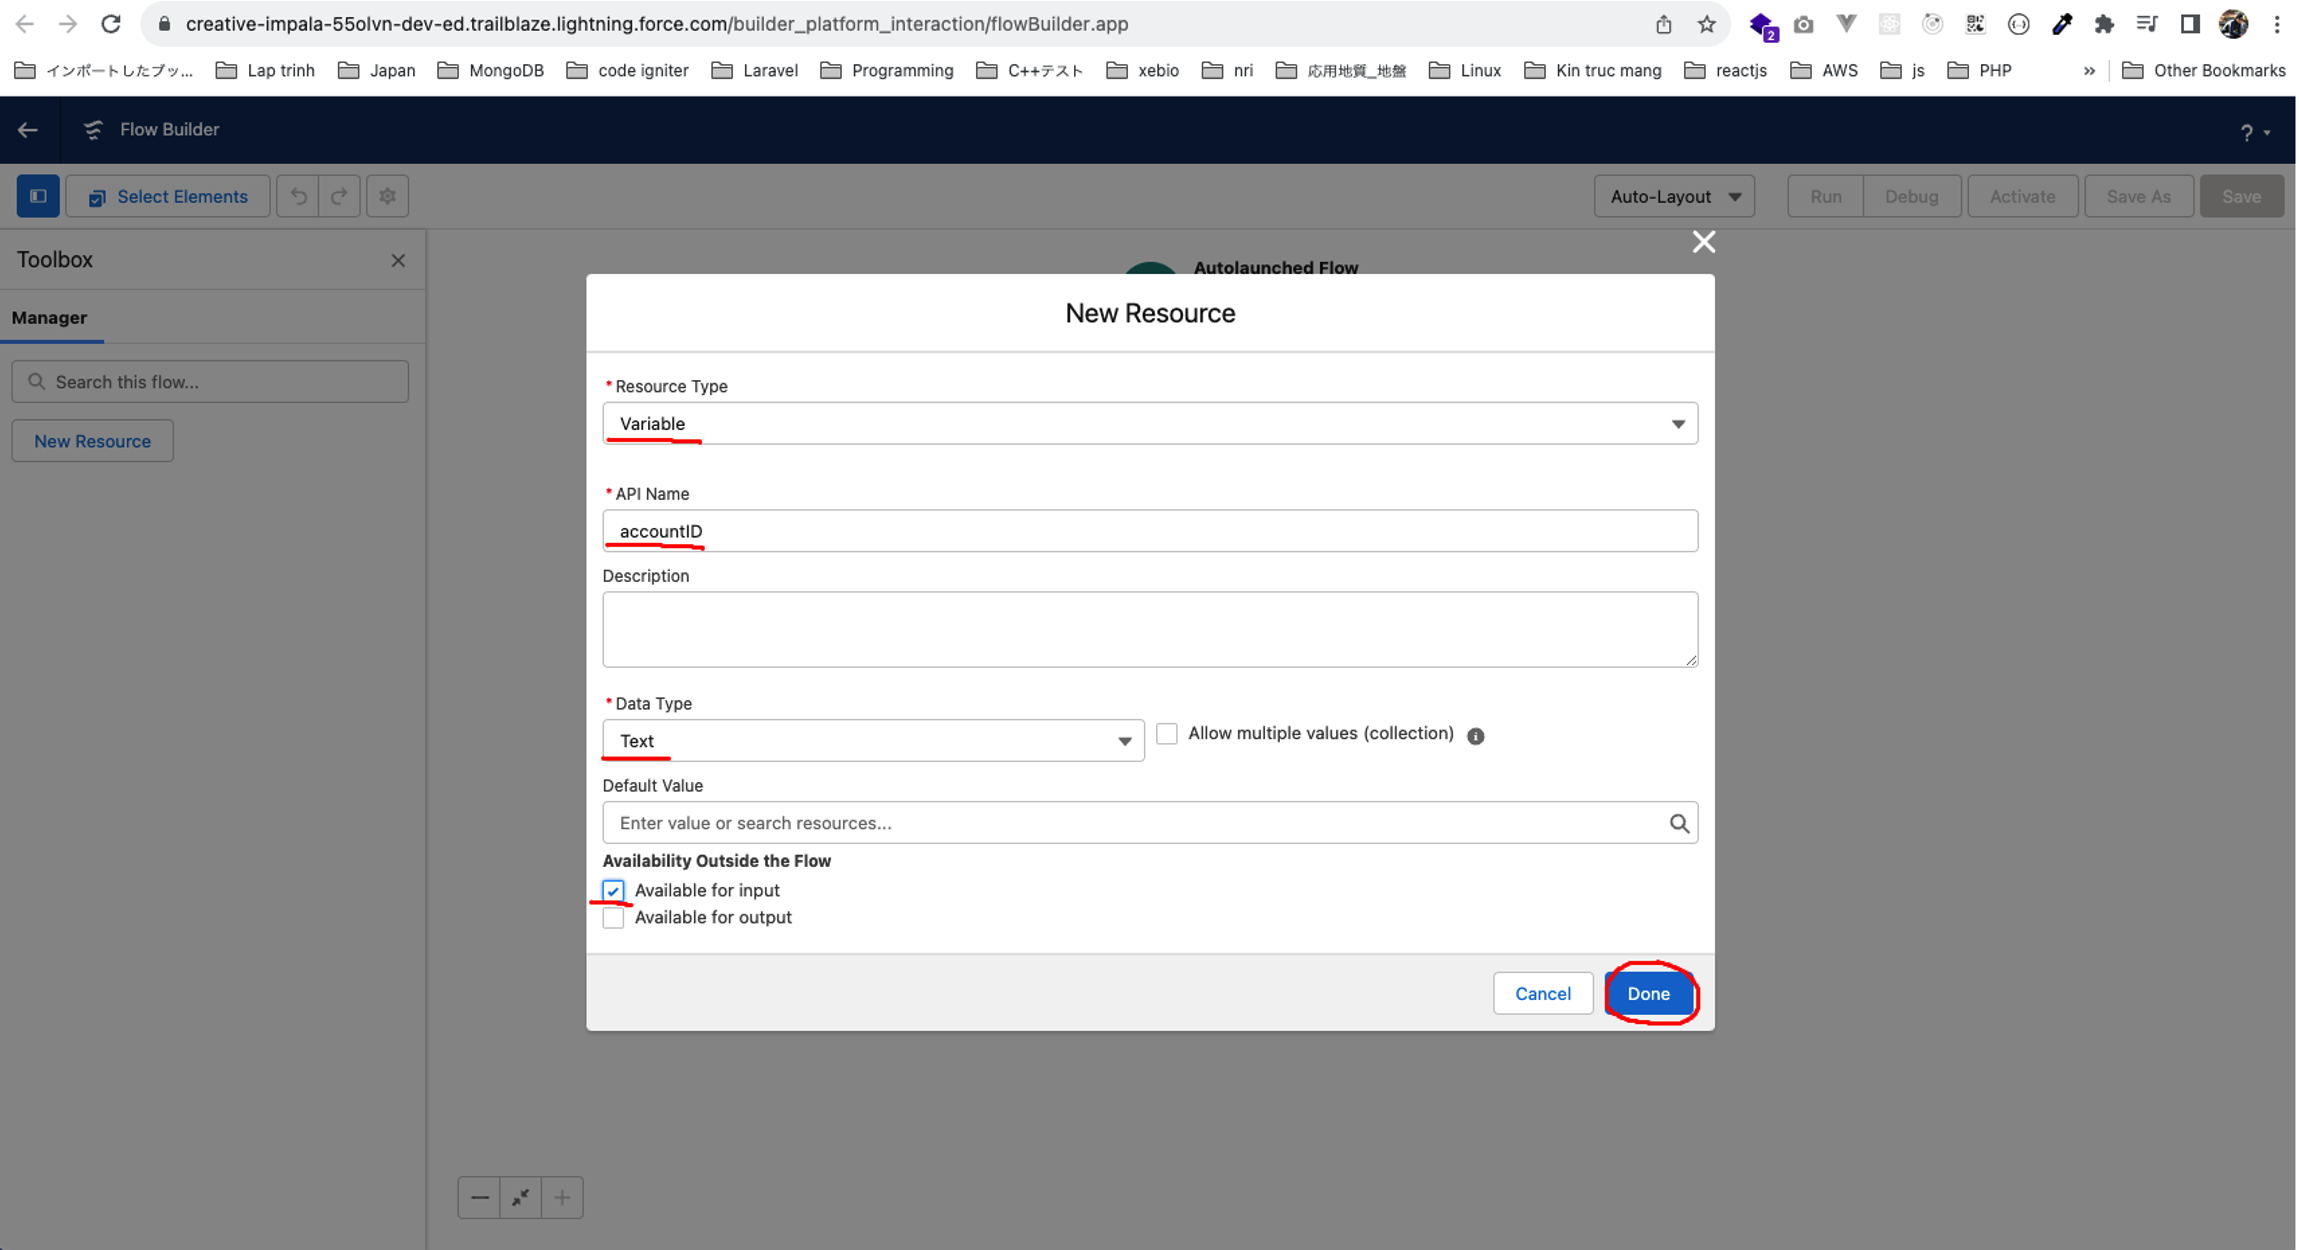 creative-impala-55olvn-dev-ed.trailblaze.lightning.force.com/builder_platform_interaction/flowBuilder.app
2
インポートしたブッ... Lap trinh Japan MongoDB code igniter Laravel Programming C++テスト xebio nri 応用地質_地盤 Linux Kin truc mang reactjs AWS js PHP » Other Bookmarks
Flow Builder
?
Select Elements
Auto-Layout Run Debug Activate Save As Save
Toolbox
Autolaunched Flow
Manager
Search this flow...
New Resource
New Resource
* Resource Type
Variable
* API Name
accountID
Description
* Data Type
Text
Allow multiple values (collection)
Default Value
Enter value or search resources...
Availability Outside the Flow
Available for input
Available for output
Cancel Done